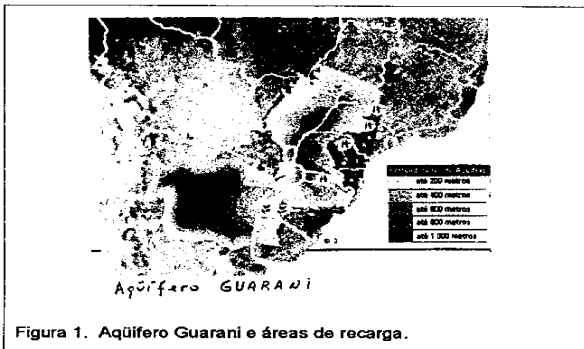 até 200 metros
até 400 metros
até 600 metros
até 800 metros
até 1 000 metros
Aqüífero GUARANI
Figura 1. Aqüifero Guarani e áreas de recarga.